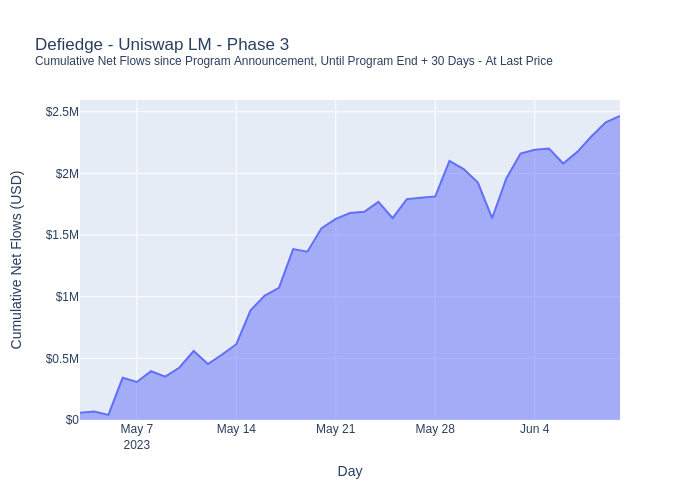 Defiedge - Uniswap LM - Phase 3
Cumulative Net Flows since Program Announcement, Until Program End + 30 Days - At Last Price
Cumulative Net Flows (USD)
$2.5M
$2M
$1.5M
$1M
$0.5M
$0
May 7
2023
May 14
May 21
May 28
Jun 4
Day